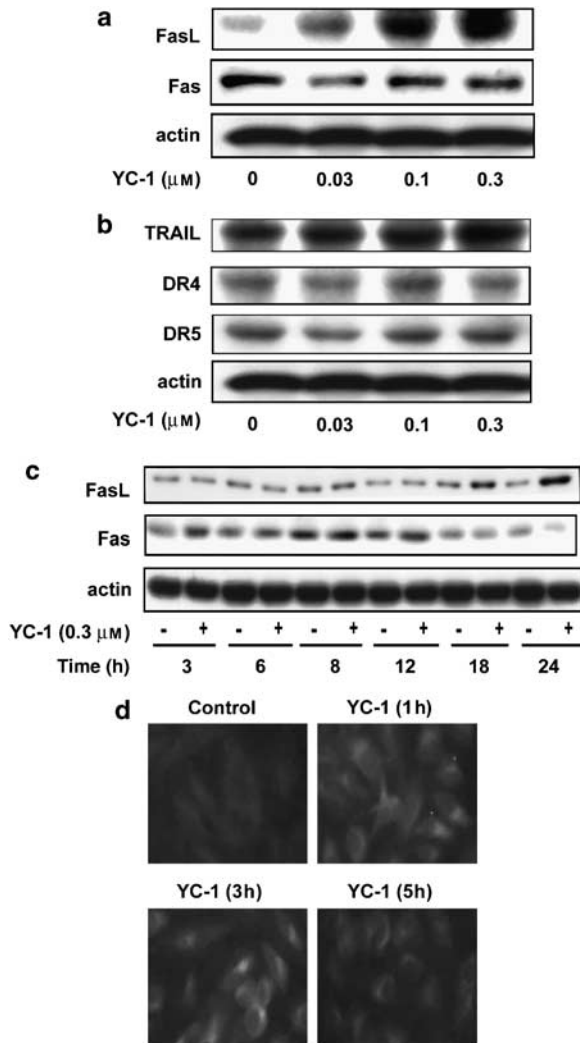 a
FasL
Fas
actin
YC-1 (μM) 0 0.03 0.1 0.3
b
TRAIL
DR4
DR5
actin
YC-1 (μM) 0 0.03 0.1 0.3
c
FasL
Fas
actin
YC-1 (0.3 μM) - + - + - + - + - + - +
Time (h) 3 6 8 12 18 24
d
Control YC-1 (1h)
YC-1 (3h) YC-1 (5h)